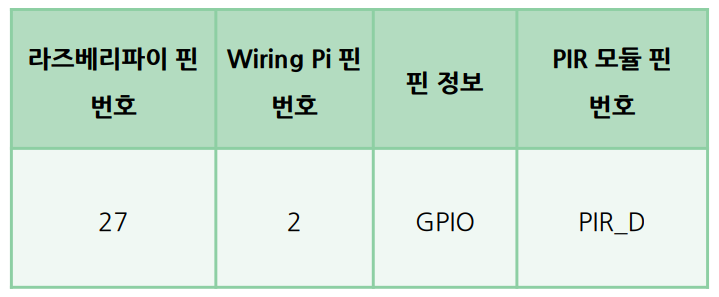 라즈베리파이 핀
번호
Wiring Pi 핀
번호
핀 정보
PIR 모듈 핀
번호
27
2
GPIO
PIR_D